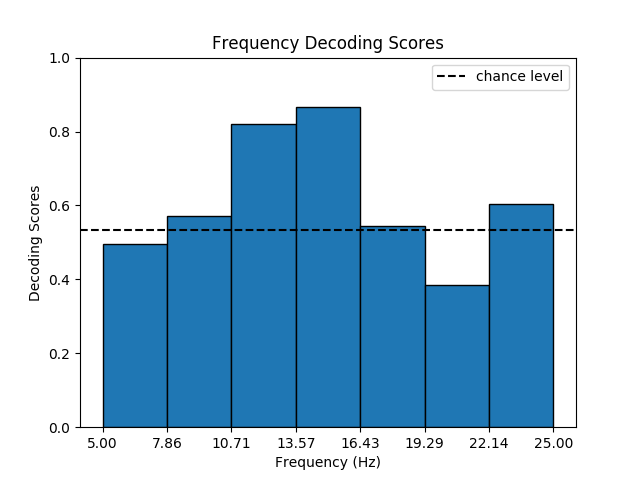 Frequency Decoding Scores
chance level
Decoding Scores
1.0
0.8
0.6
0.4
0.2
0.0
5.00 7.86 10.71 13.57 16.43 19.29 22.14 25.00
Frequency (Hz)